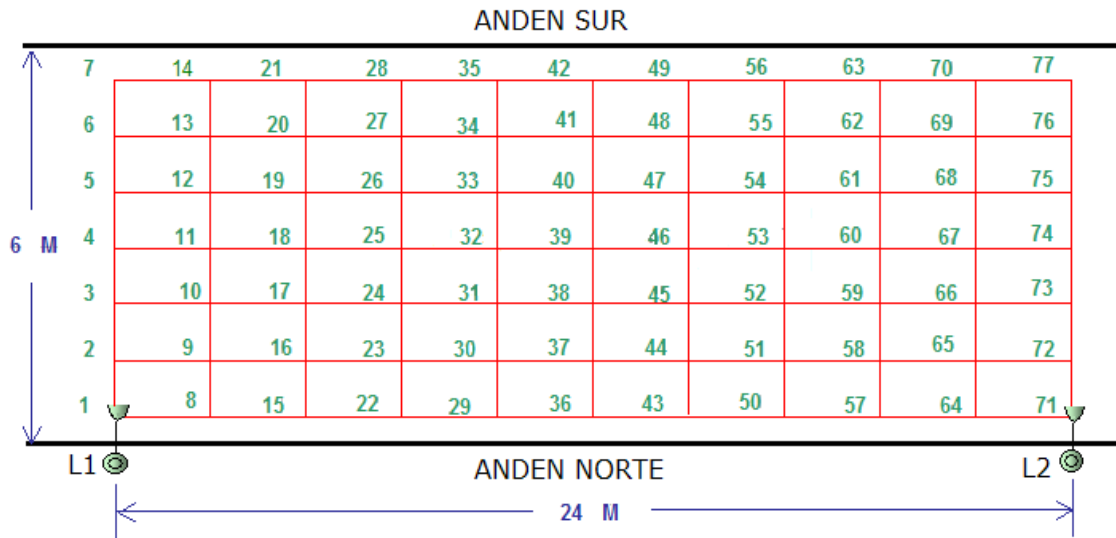 ANDEN SUR
7 14 21 28 35 42 49 56 63 70 77
6 13 20 27 34 41 48 55 62 69 76
5 12 19 26 33 40 47 54 61 68 75
6 M 4 11 18 25 32 39 46 53 60 67 74
3 10 17 24 31 38 45 52 59 66 73
2 9 16 23 30 37 44 51 58 65 72
1 8 15 22 29 36 43 50 57 64 71
L1 ANDEN NORTE L2
24 M